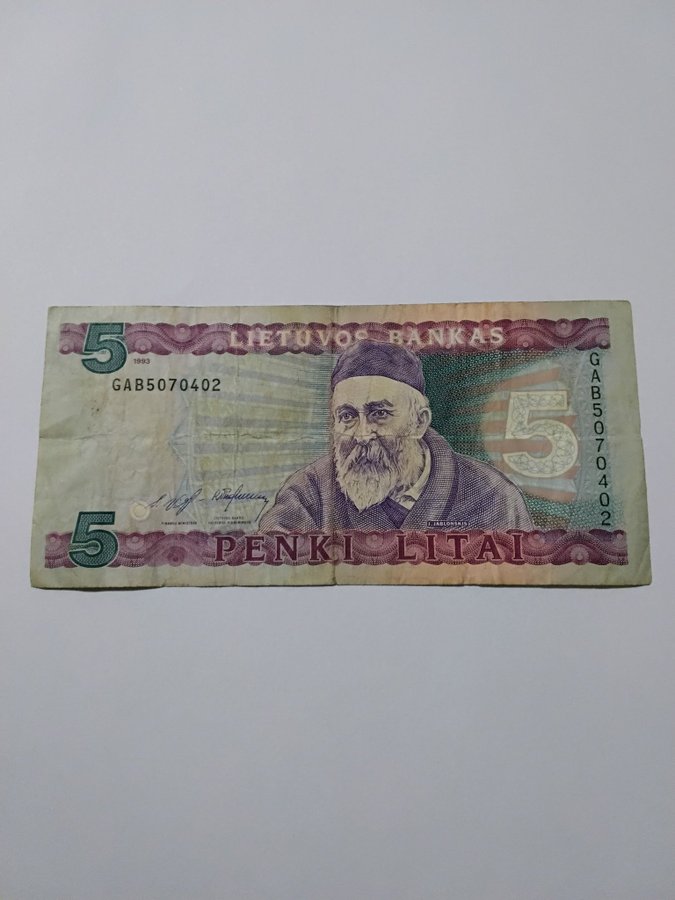 5
1993
LIETUVOS BANKAS
GAB5070402
GAB5070402
5
J. JABLONSKIS
5
PENKI LITAI